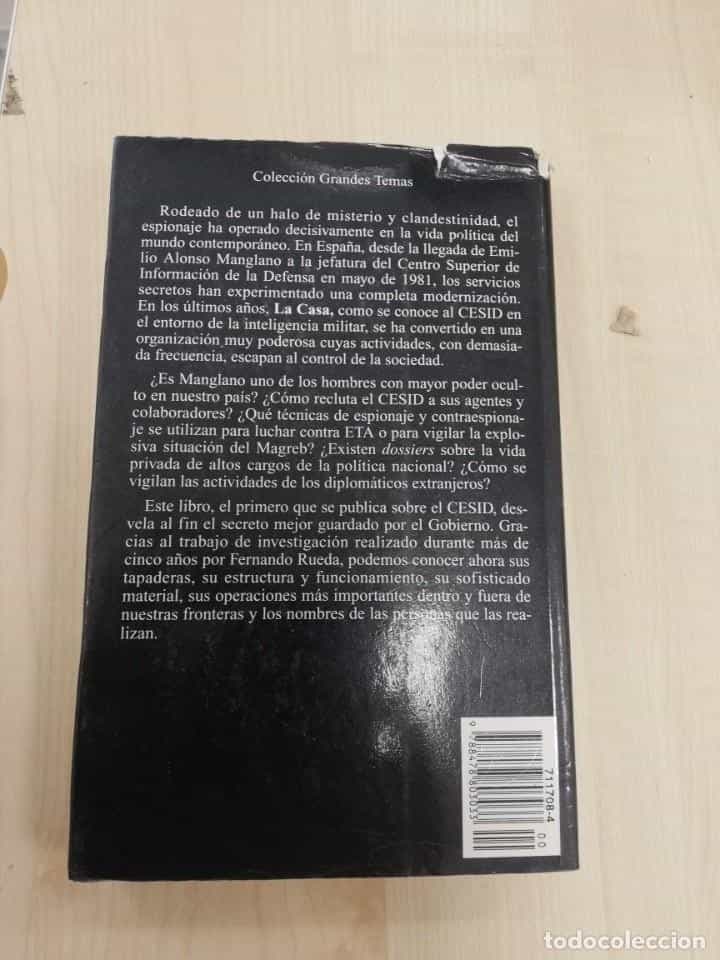 Colección Grandes Temas
Rodeado de un halo de misterio y clandestinidad, el
espionaje ha operado decisivamente en la vida política del
mundo contemporáneo. En España, desde la llegada de Emi-
lio Alonso Manglano a la jefatura del Centro Superior de
Información de la Defensa en mayo de 1981, los servicios
secretos han experimentado una completa modernización.
En los últimos años, La Casa, como se conoce al CESID en
el entorno de la inteligencia militar, se ha convertido en una
organización muy poderosa cuyas actividades, con demasia-
da frecuencia, escapan al control de la sociedad.
¿Es Manglano uno de los hombres con mayor poder ocul-
to en nuestro país? ¿Cómo recluta el CESID a sus agentes y
colaboradores? ¿Qué técnicas de espionaje y contraespiona-
je se utilizan para luchar contra ETA o para vigilar la explo-
siva situación del Magreb? ¿Existen dossiers sobre la vida
privada de altos cargos de la política nacional? ¿Cómo se
vigilan las actividades de los diplomáticos extranjeros?
Este libro, el primero que se publica sobre el CESID, des-
vela al fin el secreto mejor guardado por el Gobierno. Gra-
cias al trabajo de investigación realizado durante más de
cinco años por Fernando Rueda, podemos conocer ahora sus
tapaderas, su estructura y funcionamiento, su sofisticado
material, sus operaciones más importantes dentro y fuera de
nuestras fronteras y los nombres de las personas que las rea-
lizan.
711708-4
00
9 788478 803033
todocoleccion